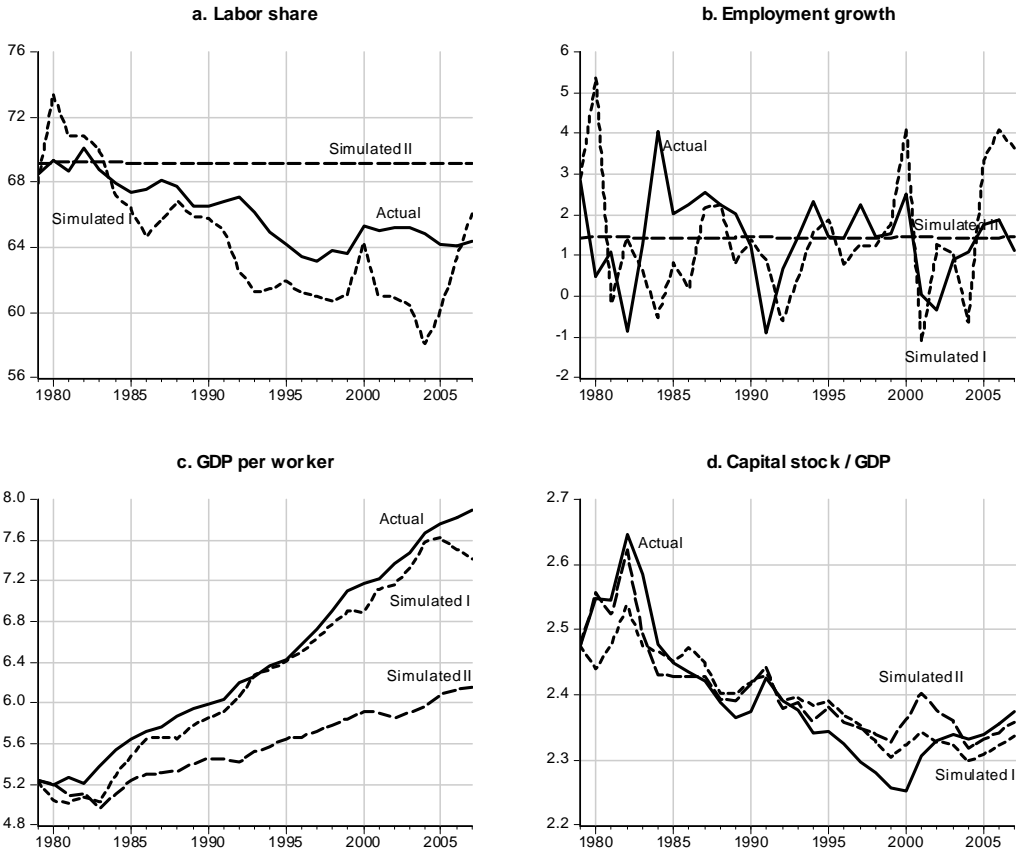 a. Labor share
76
72
68
64
60
56
Simulated II
Simulated I
Actual
1980 1985 1990 1995 2000 2005
b. Employment growth
6
5
4
3
2
1
0
-1
-2
Actual
Simulated II
Simulated I
1980 1985 1990 1995 2000 2005
c. GDP per worker
8.0
7.6
7.2
6.8
6.4
6.0
5.6
5.2
4.8
Actual
Simulated I
Simulated II
1980 1985 1990 1995 2000 2005
d. Capital stock / GDP
2.7
2.6
2.5
2.4
2.3
2.2
Actual
Simulated II
Simulated I
1980 1985 1990 1995 2000 2005